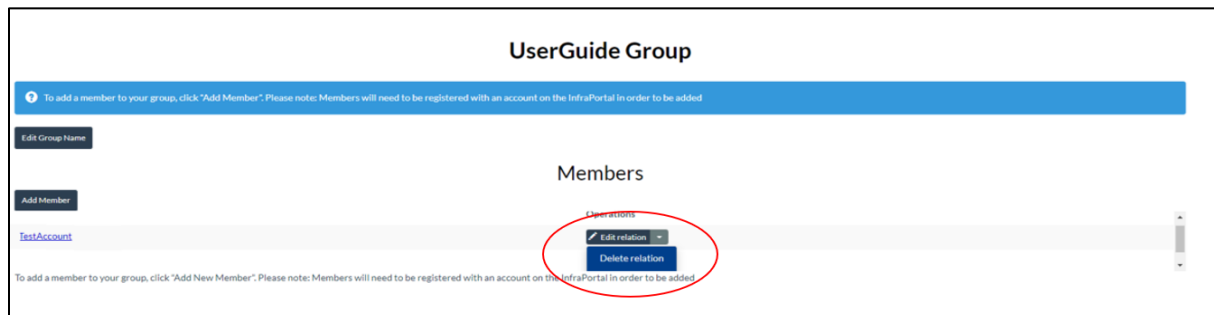 UserGuide Group
To add a member to your group, click "Add Member". Please note: Members will need to be registered with an account on the InfraPortal in order to be added
Edit Group Name
Members
Add Member
Operations
TestAccount
Edit relation
Delete relation
To add a member to your group, click "Add New Member". Please note: Members will need to be registered with an account on the InfraPortal in order to be added